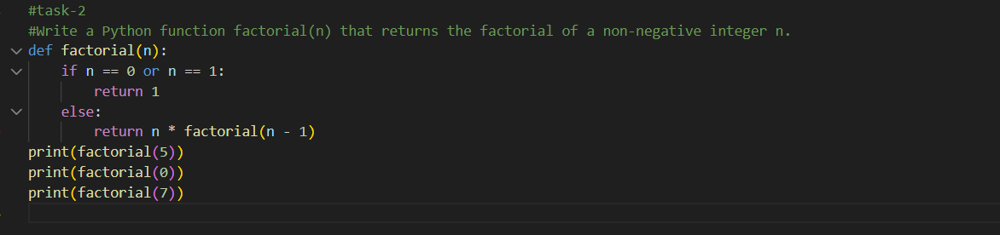 #task-2
#Write a Python function factorial(n) that returns the factorial of a non-negative integer n.
def factorial(n):
    if n == 0 or n == 1:
        return 1
    else:
        return n * factorial(n - 1)
print(factorial(5))
print(factorial(0))
print(factorial(7))